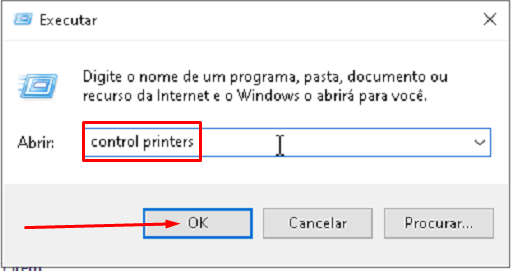 Executar
Digite o nome de um programa, pasta, documento ou
recurso da Internet e o Windows o abrirá para você.
Abrir:
control printers
OK
Cancelar
Procurar...